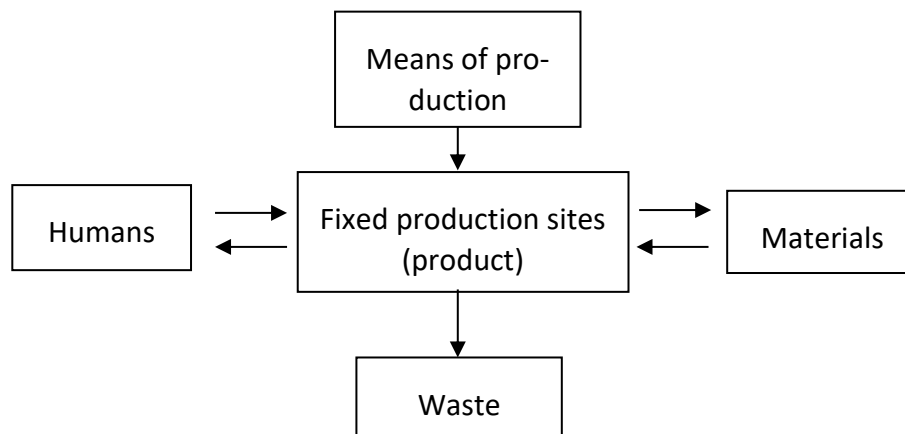 Means of pro-
duction
Humans
Fixed production sites
(product)
Materials
Waste